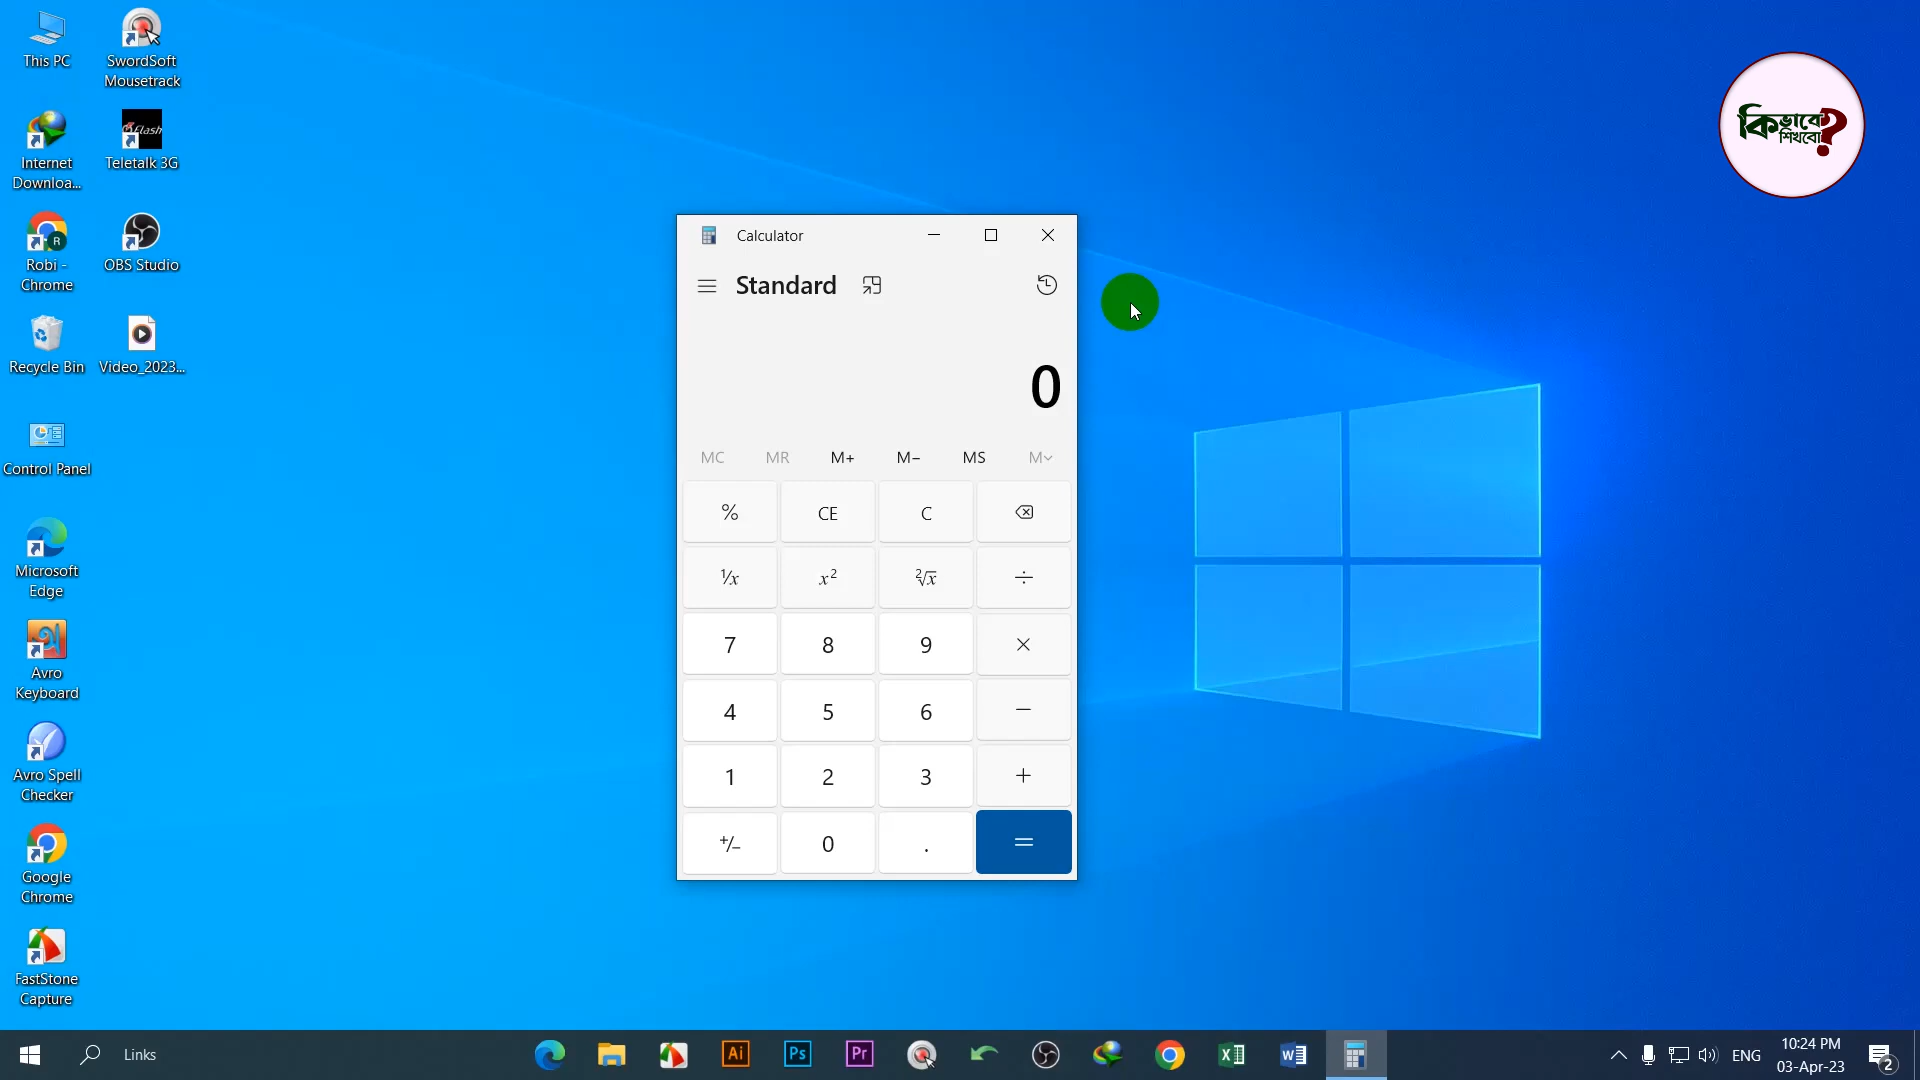 This PC
SwordSoft
Mousetrack
Internet
Downloa...
Flash
Teletalk 3G
R
Robi -
Chrome
OBS Studio
Recycle Bin
Video_2023...
Control Panel
Microsoft
Edge
অ
Avro
Keyboard
Avro Spell
Checker
Google
Chrome
FastStone
Capture
কিভাবে
শিখবো?
Calculator
Standard
0
MC MR M+ M− MS M
% CE C
1/x x² ²√x ÷
7 8 9 ×
4 5 6 −
1 2 3 +
+/− 0 . =
Links
Ai Ps Pr
X W
ENG
10:24 PM
03-Apr-23
2